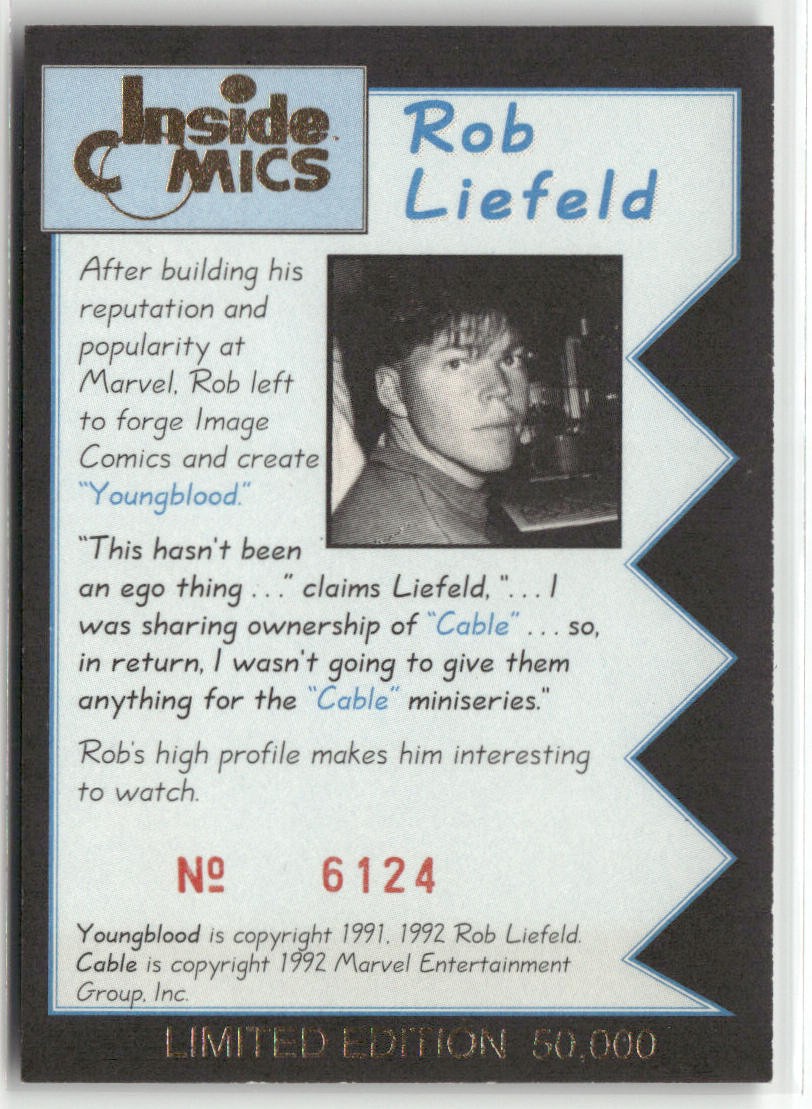 Inside
Comics™
Rob
Liefeld
After building his
reputation and
popularity at
Marvel, Rob left
to forge Image
Comics and create
"Youngblood."
"This hasn't been
an ego thing . . ." claims Liefeld, ". . . I
was sharing ownership of "Cable" . . . so,
in return, I wasn't going to give them
anything for the "Cable" miniseries."
Rob's high profile makes him interesting
to watch.
Nº 6124
Youngblood is copyright 1991, 1992 Rob Liefeld.
Cable is copyright 1992 Marvel Entertainment
Group, Inc.
LIMITED EDITION 50,000